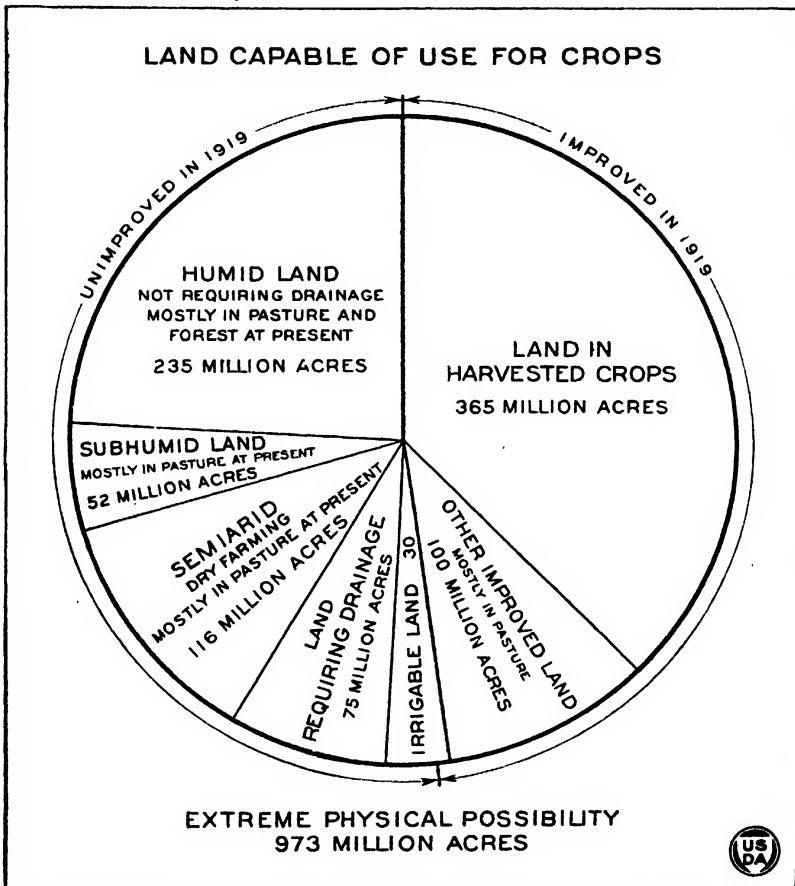 LAND CAPABLE OF USE FOR CROPS
UNIMPROVED IN 1919
IMPROVED IN 1919
HUMID LAND
NOT REQUIRING DRAINAGE
MOSTLY IN PASTURE AND
FOREST AT PRESENT
235 MILLION ACRES
LAND IN
HARVESTED CROPS
365 MILLION ACRES
SUBHUMID LAND
MOSTLY IN PASTURE AT PRESENT
52 MILLION ACRES
SEMIARID
DRY FARMING
MOSTLY IN PASTURE AT PRESENT
116 MILLION ACRES
LAND
REQUIRING DRAINAGE
75 MILLION ACRES
IRRIGABLE LAND 30
OTHER IMPROVED LAND
MOSTLY IN PASTURE
100 MILLION ACRES
EXTREME PHYSICAL POSSIBILITY
973 MILLION ACRES
US
DA